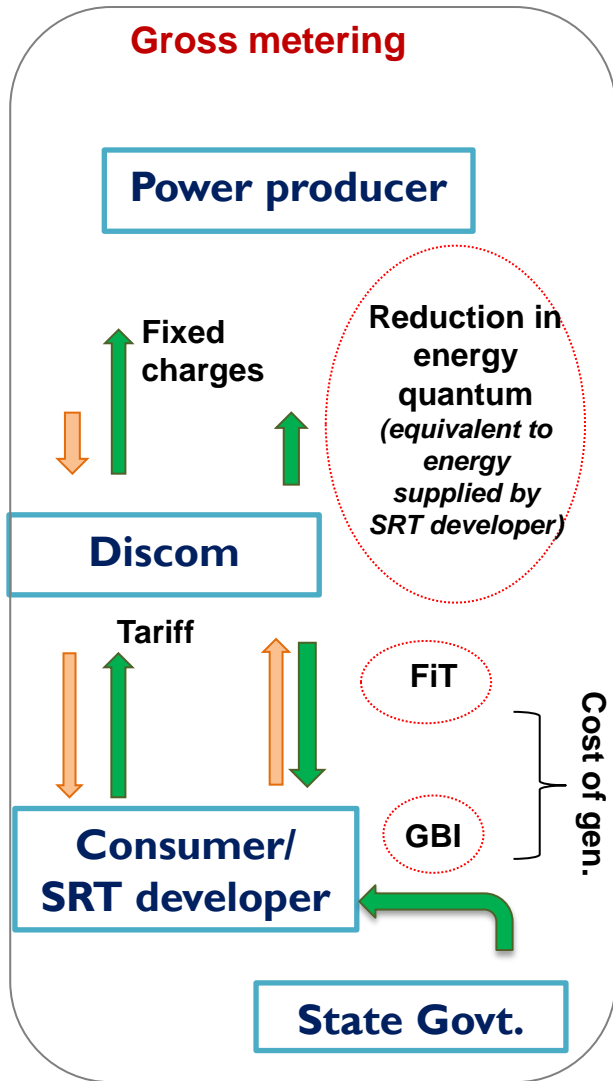 Gross metering
Power producer
Fixed
charges
Reduction in
energy
quantum
(equivalent to
energy
supplied by
SRT developer)
Discom
Tariff
FiT
Cost of gen.
GBI
Consumer/
SRT developer
State Govt.